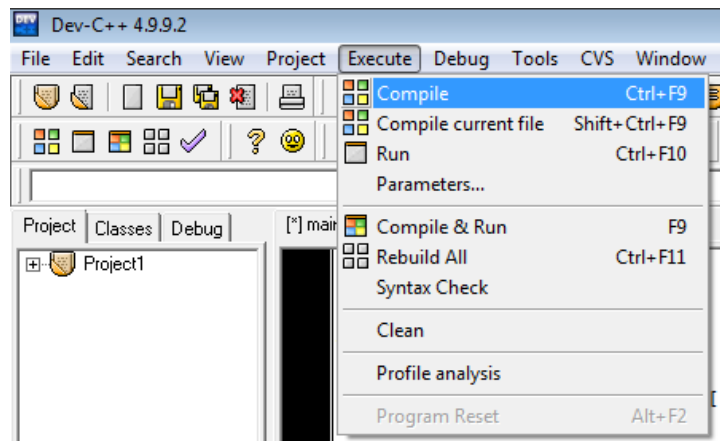 Dev-C++ 4.9.9.2
File Edit Search View Project Execute Debug Tools CVS Window
Compile Ctrl+F9
Compile current file Shift+Ctrl+F9
Run Ctrl+F10
Parameters...
Project Classes Debug [*] main
Compile & Run F9
Project1
Rebuild All Ctrl+F11
Syntax Check
Clean
Profile analysis
Program Reset Alt+F2